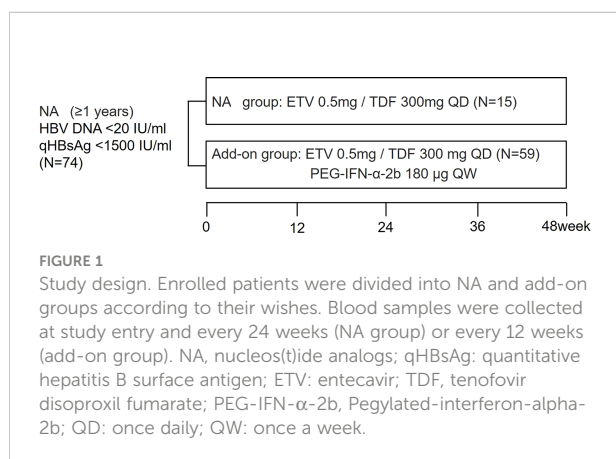 NA (≥1 years)
HBV DNA <20 IU/ml
qHBsAg <1500 IU/ml
(N=74)
NA group: ETV 0.5mg / TDF 300mg QD (N=15)
Add-on group: ETV 0.5mg / TDF 300 mg QD (N=59)
PEG-IFN-α-2b 180 μg QW
0 12 24 36 48week
FIGURE 1
Study design. Enrolled patients were divided into NA and add-on
groups according to their wishes. Blood samples were collected
at study entry and every 24 weeks (NA group) or every 12 weeks
(add-on group). NA, nucleos(t)ide analogs; qHBsAg: quantitative
hepatitis B surface antigen; ETV: entecavir; TDF, tenofovir
disoproxil fumarate; PEG-IFN-α-2b, Pegylated-interferon-alpha-
2b; QD: once daily; QW: once a week.